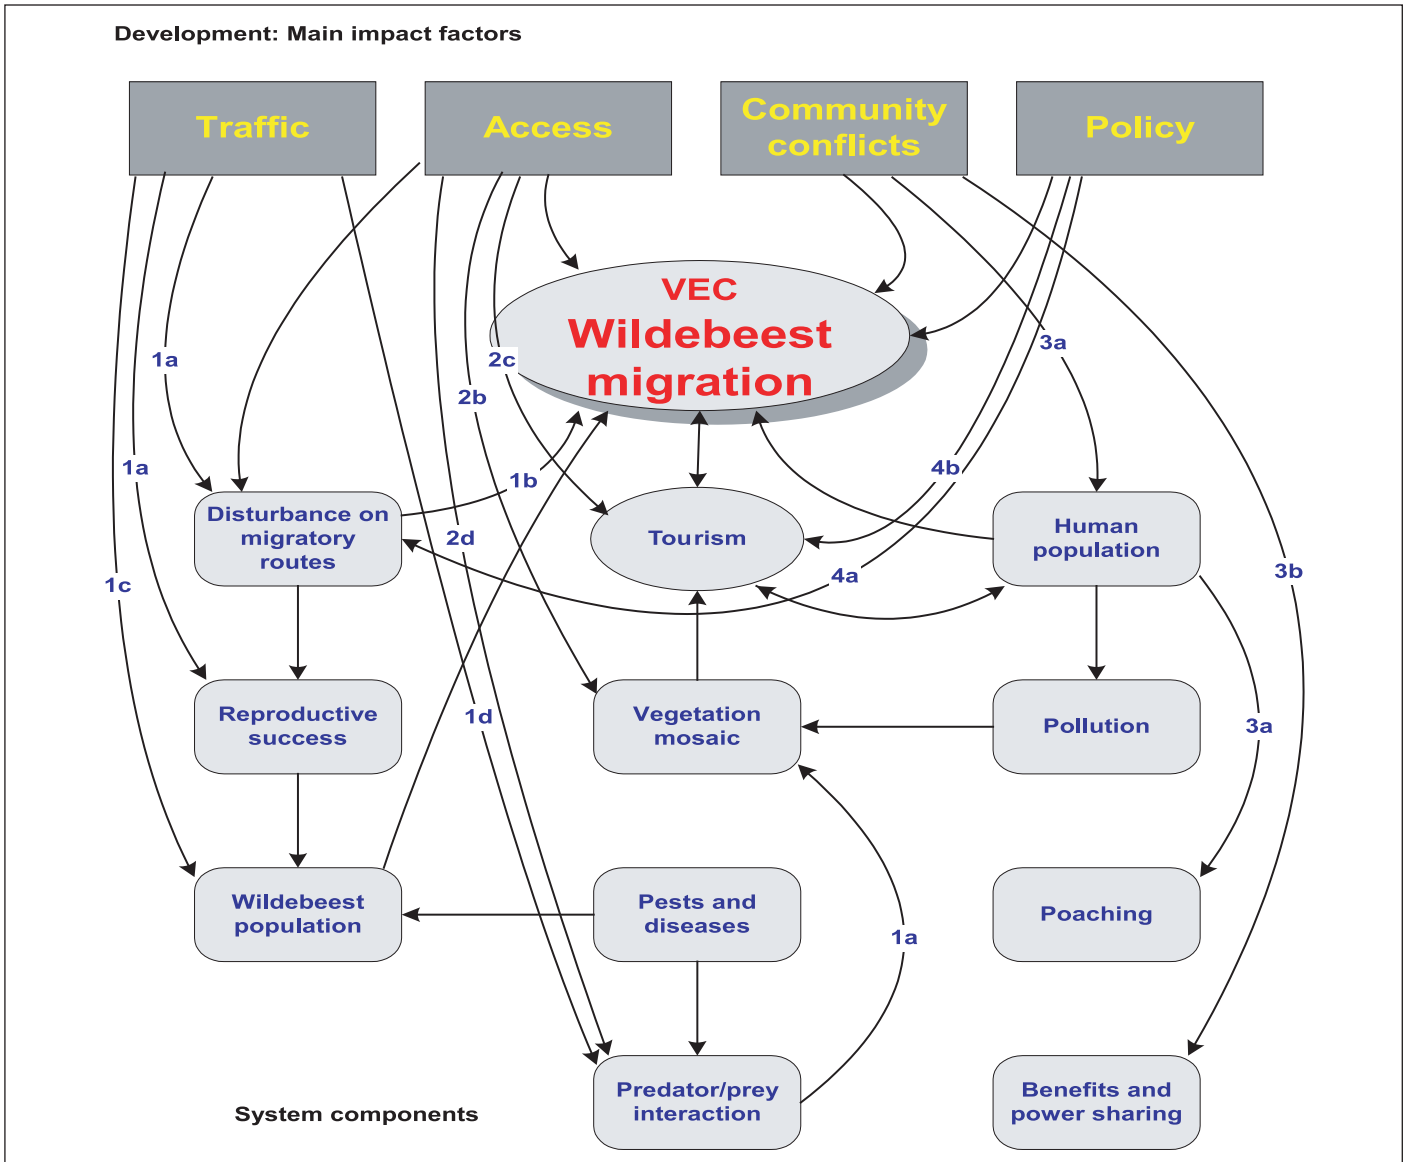 Development: Main impact factors
Traffic
Access
Community
conflicts
Policy
VEC
Wildebeest
migration
1a
2c
3a
2b
1a
1b
4b
Disturbance on
migratory
routes
Tourism
Human
population
2d
4a
3b
1c
Reproductive
success
1d
Vegetation
mosaic
Pollution
3a
Wildebeest
population
Pests and
diseases
1a
Poaching
Predator/prey
interaction
Benefits and
power sharing
System components